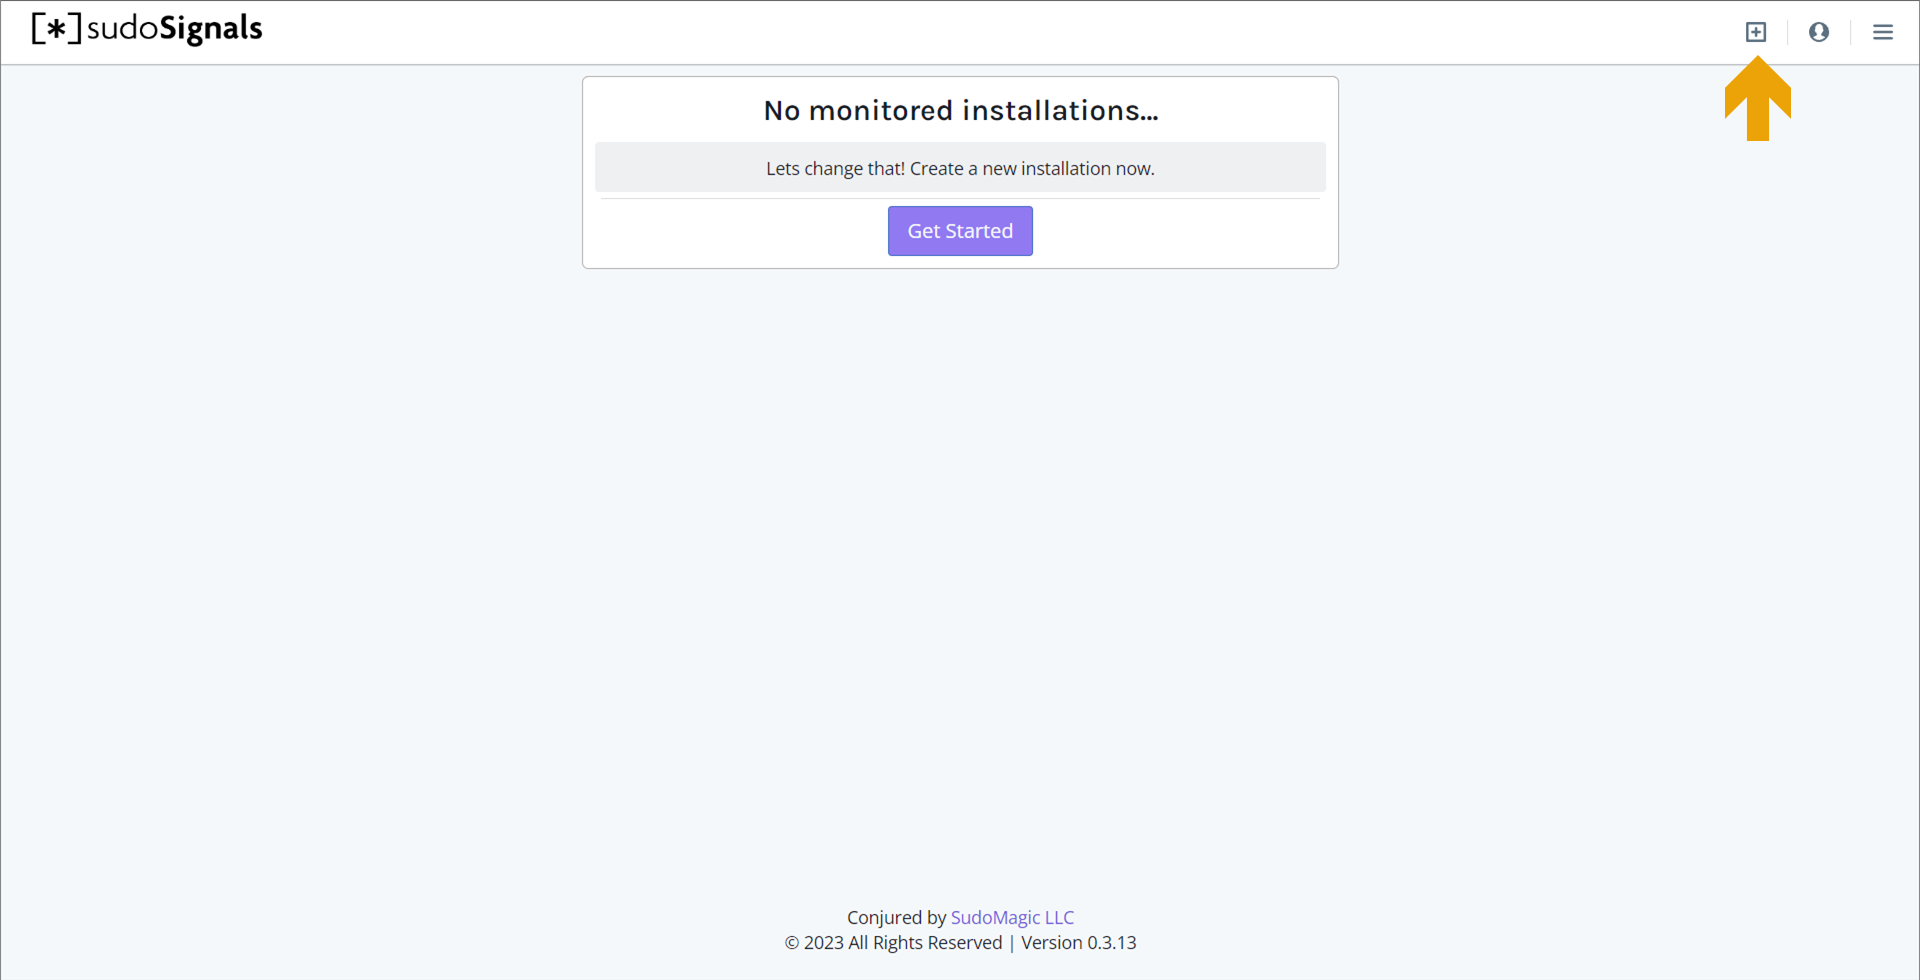 [*]sudoSignals
No monitored installations...
Lets change that! Create a new installation now.
Get Started
Conjured by SudoMagic LLC
© 2023 All Rights Reserved | Version 0.3.13